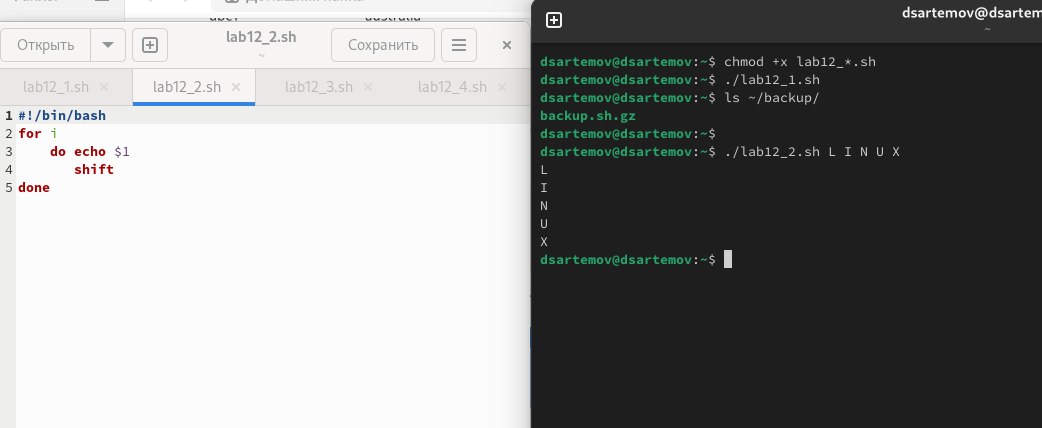 Открыть
lab12_2.sh
~
Сохранить
lab12_1.sh
lab12_2.sh
lab12_3.sh
lab12_4.sh
1 #!/bin/bash
2 for i
3     do echo $1
4        shift
5 done
dsartemov@dsartem
~
dsartemov@dsartemov:~$ chmod +x lab12_*.sh
dsartemov@dsartemov:~$ ./lab12_1.sh
dsartemov@dsartemov:~$ ls ~/backup/
backup.sh.gz
dsartemov@dsartemov:~$
dsartemov@dsartemov:~$ ./lab12_2.sh L I N U X
L
I
N
U
X
dsartemov@dsartemov:~$